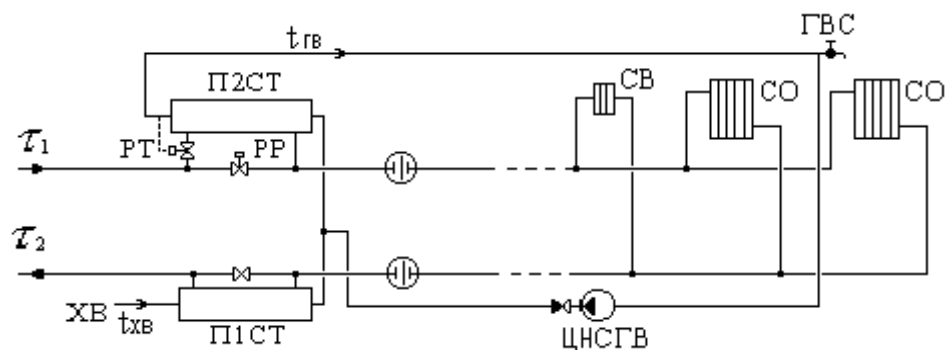 ГВС
tГВ
П2СТ
СВ
СО
СО
τ1
РТ
РР
τ2
ХВ
tХВ
П1СТ
ЦНСГВ